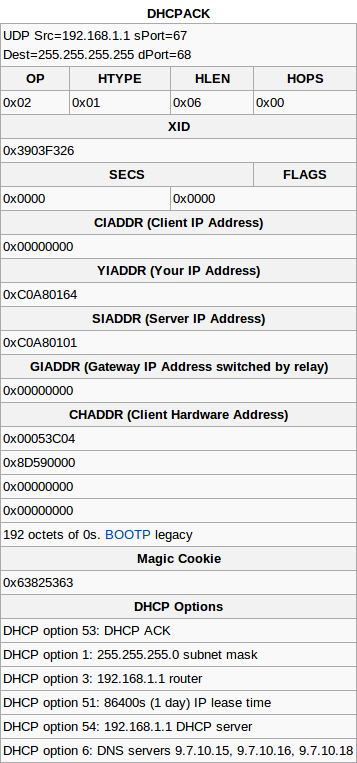 DHCPACK
UDP Src=192.168.1.1 sPort=67
Dest=255.255.255.255 dPort=68
OP HTYPE HLEN HOPS
0x02 0x01 0x06 0x00
XID
0x3903F326
SECS FLAGS
0x0000 0x0000
CIADDR (Client IP Address)
0x00000000
YIADDR (Your IP Address)
0xC0A80164
SIADDR (Server IP Address)
0xC0A80101
GIADDR (Gateway IP Address switched by relay)
0x00000000
CHADDR (Client Hardware Address)
0x00053C04
0x8D590000
0x00000000
0x00000000
192 octets of 0s. BOOTP legacy
Magic Cookie
0x63825363
DHCP Options
DHCP option 53: DHCP ACK
DHCP option 1: 255.255.255.0 subnet mask
DHCP option 3: 192.168.1.1 router
DHCP option 51: 86400s (1 day) IP lease time
DHCP option 54: 192.168.1.1 DHCP server
DHCP option 6: DNS servers 9.7.10.15, 9.7.10.16, 9.7.10.18